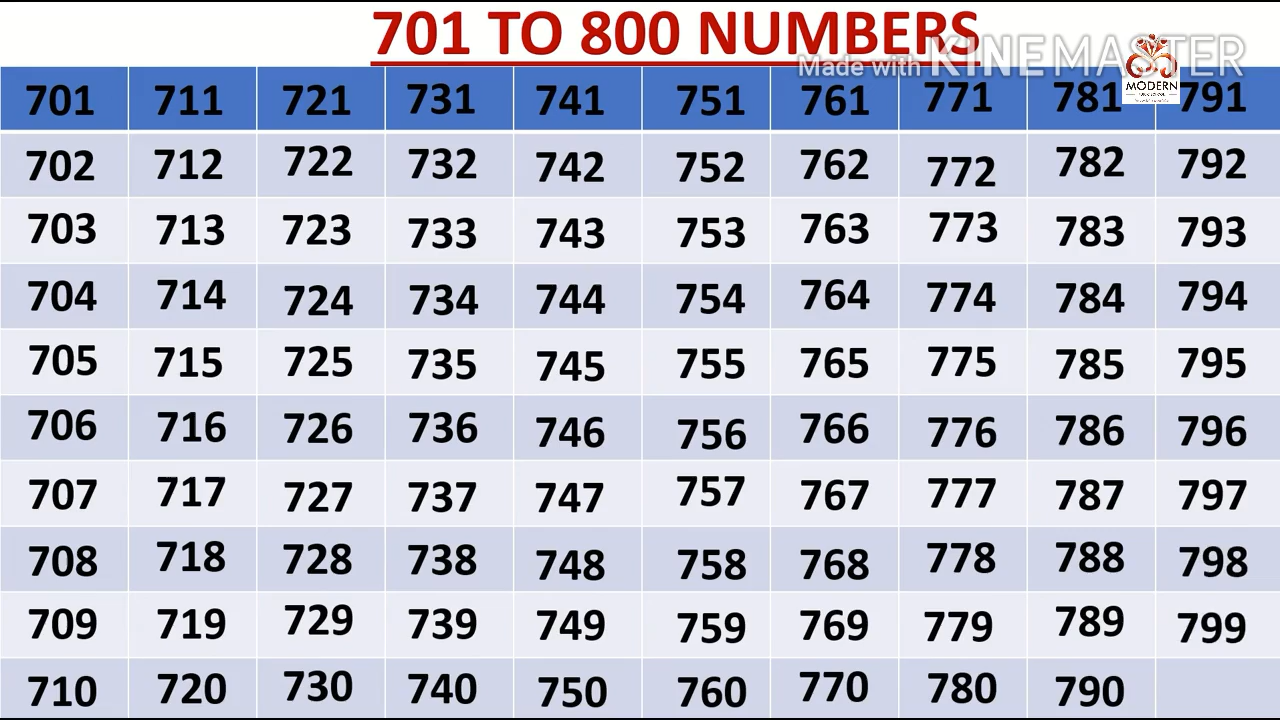 701 TO 800 NUMBERS
Made with KINEMASTER
MODERN
701 711 721 731 741 751 761 771 781 791
702 712 722 732 742 752 762 772 782 792
703 713 723 733 743 753 763 773 783 793
704 714 724 734 744 754 764 774 784 794
705 715 725 735 745 755 765 775 785 795
706 716 726 736 746 756 766 776 786 796
707 717 727 737 747 757 767 777 787 797
708 718 728 738 748 758 768 778 788 798
709 719 729 739 749 759 769 779 789 799
710 720 730 740 750 760 770 780 790